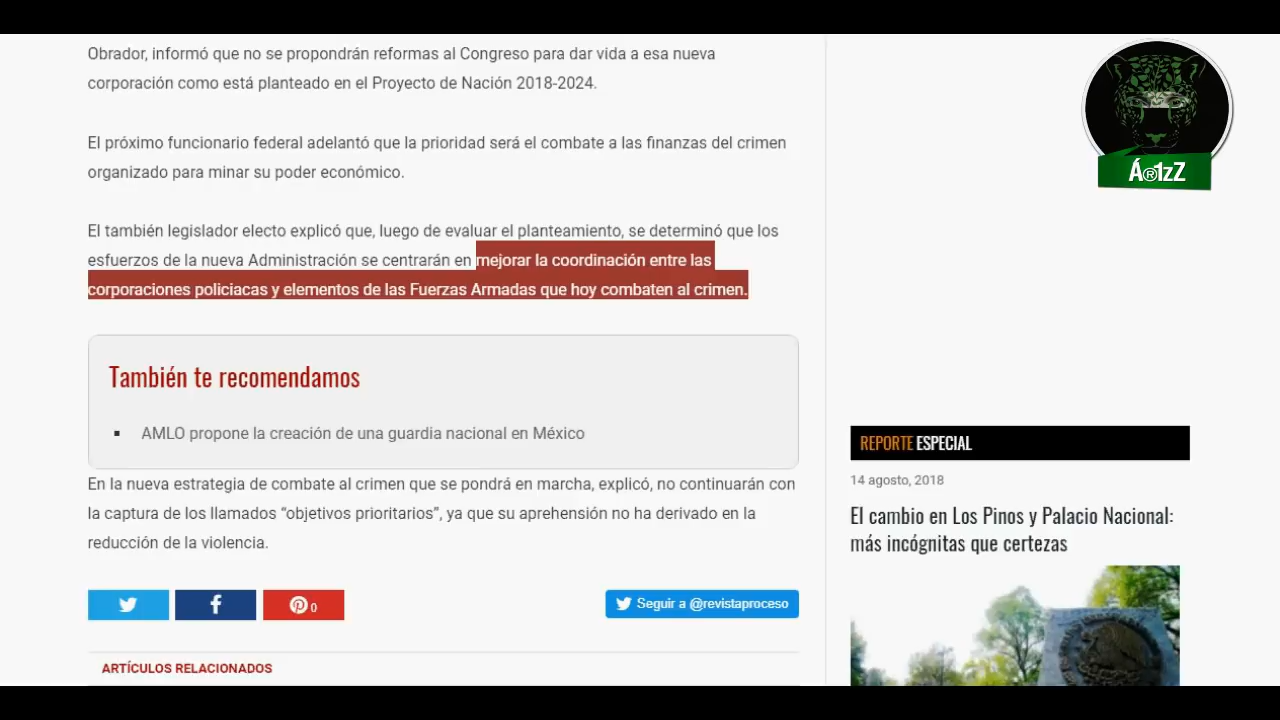 Obrador, informó que no se propondrán reformas al Congreso para dar vida a esa nueva
corporación como está planteado en el Proyecto de Nación 2018-2024.
El próximo funcionario federal adelantó que la prioridad será el combate a las finanzas del crimen
organizado para minar su poder económico.
El también legislador electo explicó que, luego de evaluar el planteamiento, se determinó que los
esfuerzos de la nueva Administración se centrarán en mejorar la coordinación entre las
corporaciones policiacas y elementos de las Fuerzas Armadas que hoy combaten al crimen.
También te recomendamos
▪ AMLO propone la creación de una guardia nacional en México
En la nueva estrategia de combate al crimen que se pondrá en marcha, explicó, no continuarán con
la captura de los llamados “objetivos prioritarios”, ya que su aprehensión no ha derivado en la
reducción de la violencia.
0
Seguir a @revistaproceso
ARTÍCULOS RELACIONADOS
Á®1zZ
REPORTE ESPECIAL
14 agosto, 2018
El cambio en Los Pinos y Palacio Nacional:
más incógnitas que certezas